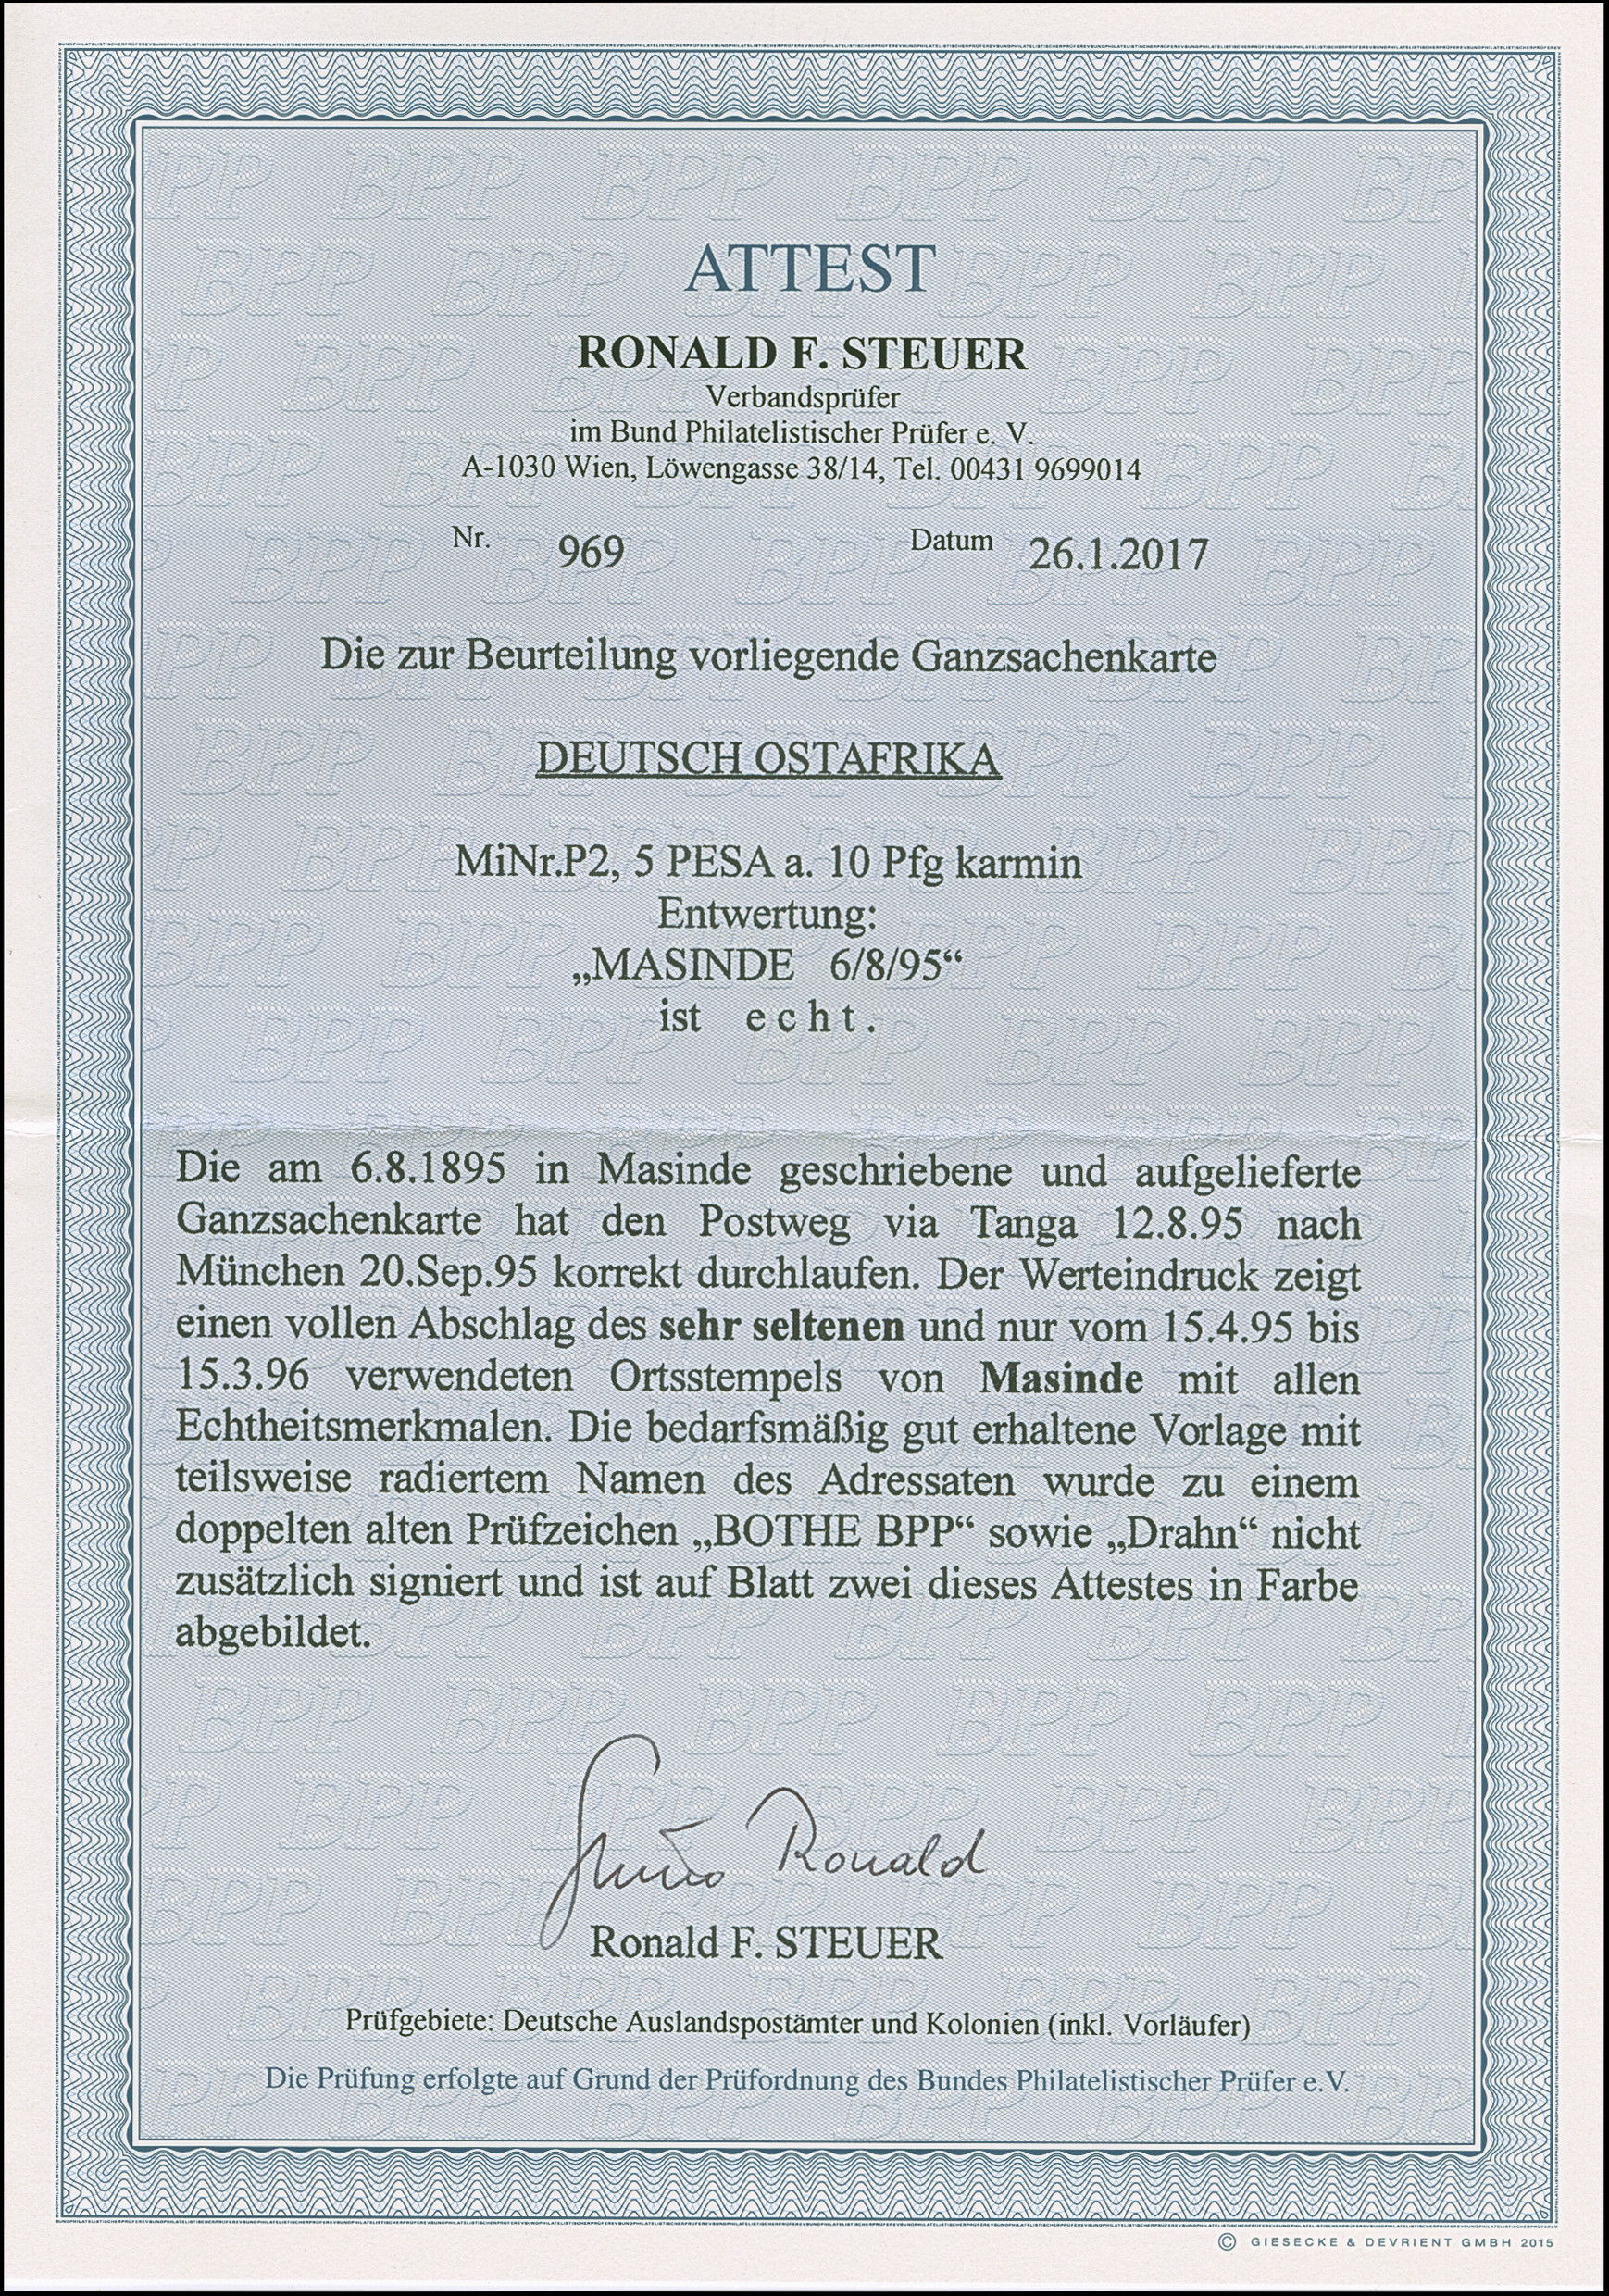 ATTEST
RONALD F. STEUER
Verbandsprüfer
im Bund Philatelistischer Prüfer e. V.
A-1030 Wien, Löwengasse 38/14, Tel. 00431 9699014
Nr. 969 Datum 26.1.2017
Die zur Beurteilung vorliegende Ganzsachenkarte
DEUTSCH OSTAFRIKA
MiNr.P2, 5 PESA a. 10 Pfg karmin
Entwertung:
„MASINDE 6/8/95“
ist e c h t .
Die am 6.8.1895 in Masinde geschriebene und aufgelieferte
Ganzsachenkarte hat den Postweg via Tanga 12.8.95 nach
München 20.Sep.95 korrekt durchlaufen. Der Werteindruck zeigt
einen vollen Abschlag des sehr seltenen und nur vom 15.4.95 bis
15.3.96 verwendeten Ortsstempels von Masinde mit allen
Echtheitsmerkmalen. Die bedarfsmäßig gut erhaltene Vorlage mit
teilsweise radiertem Namen des Adressaten wurde zu einem
doppelten alten Prüfzeichen „BOTHE BPP“ sowie „Drahn“ nicht
zusätzlich signiert und ist auf Blatt zwei dieses Attestes in Farbe
abgebildet.
Ronald
Ronald F. STEUER
Prüfgebiete: Deutsche Auslandspostämter und Kolonien (inkl. Vorläufer)
Die Prüfung erfolgte auf Grund der Prüfordnung des Bundes Philatelistischer Prüfer e.V.
© GIESECKE & DEVRIENT GMBH 2015